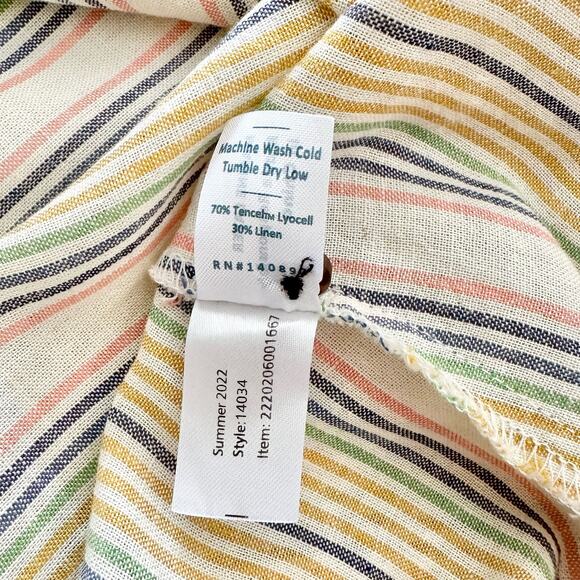 Machine Wash Cold
Tumble Dry Low
70% Tencel™ Lyocell
30% Linen
Summer 2022
Style: 14034
Item: 2220206001667